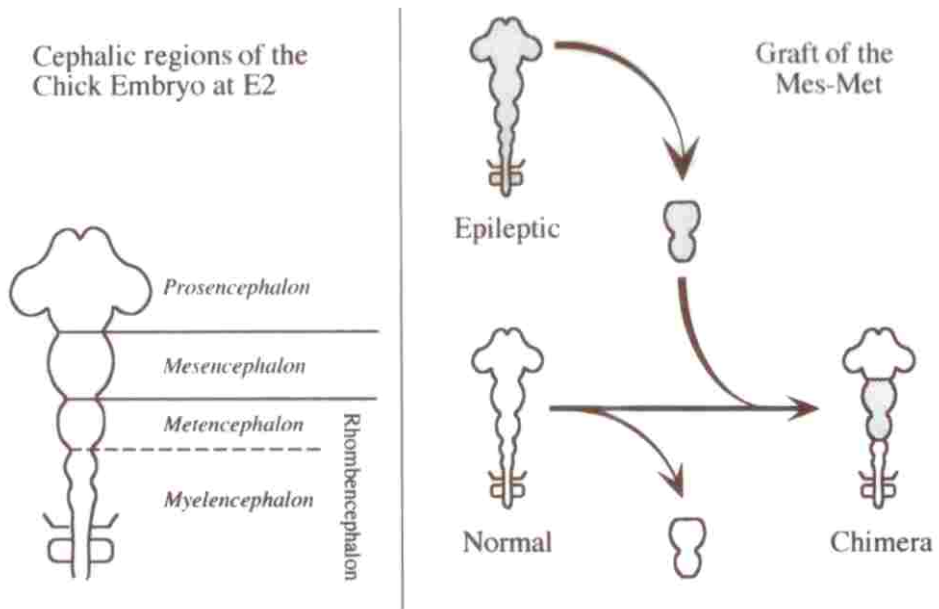 Cephalic regions of the
Chick Embryo at E2
Prosencephalon
Mesencephalon
Metencephalon
Myelencephalon
Rhombencephalon
Graft of the
Mes-Met
Epileptic
Normal
Chimera